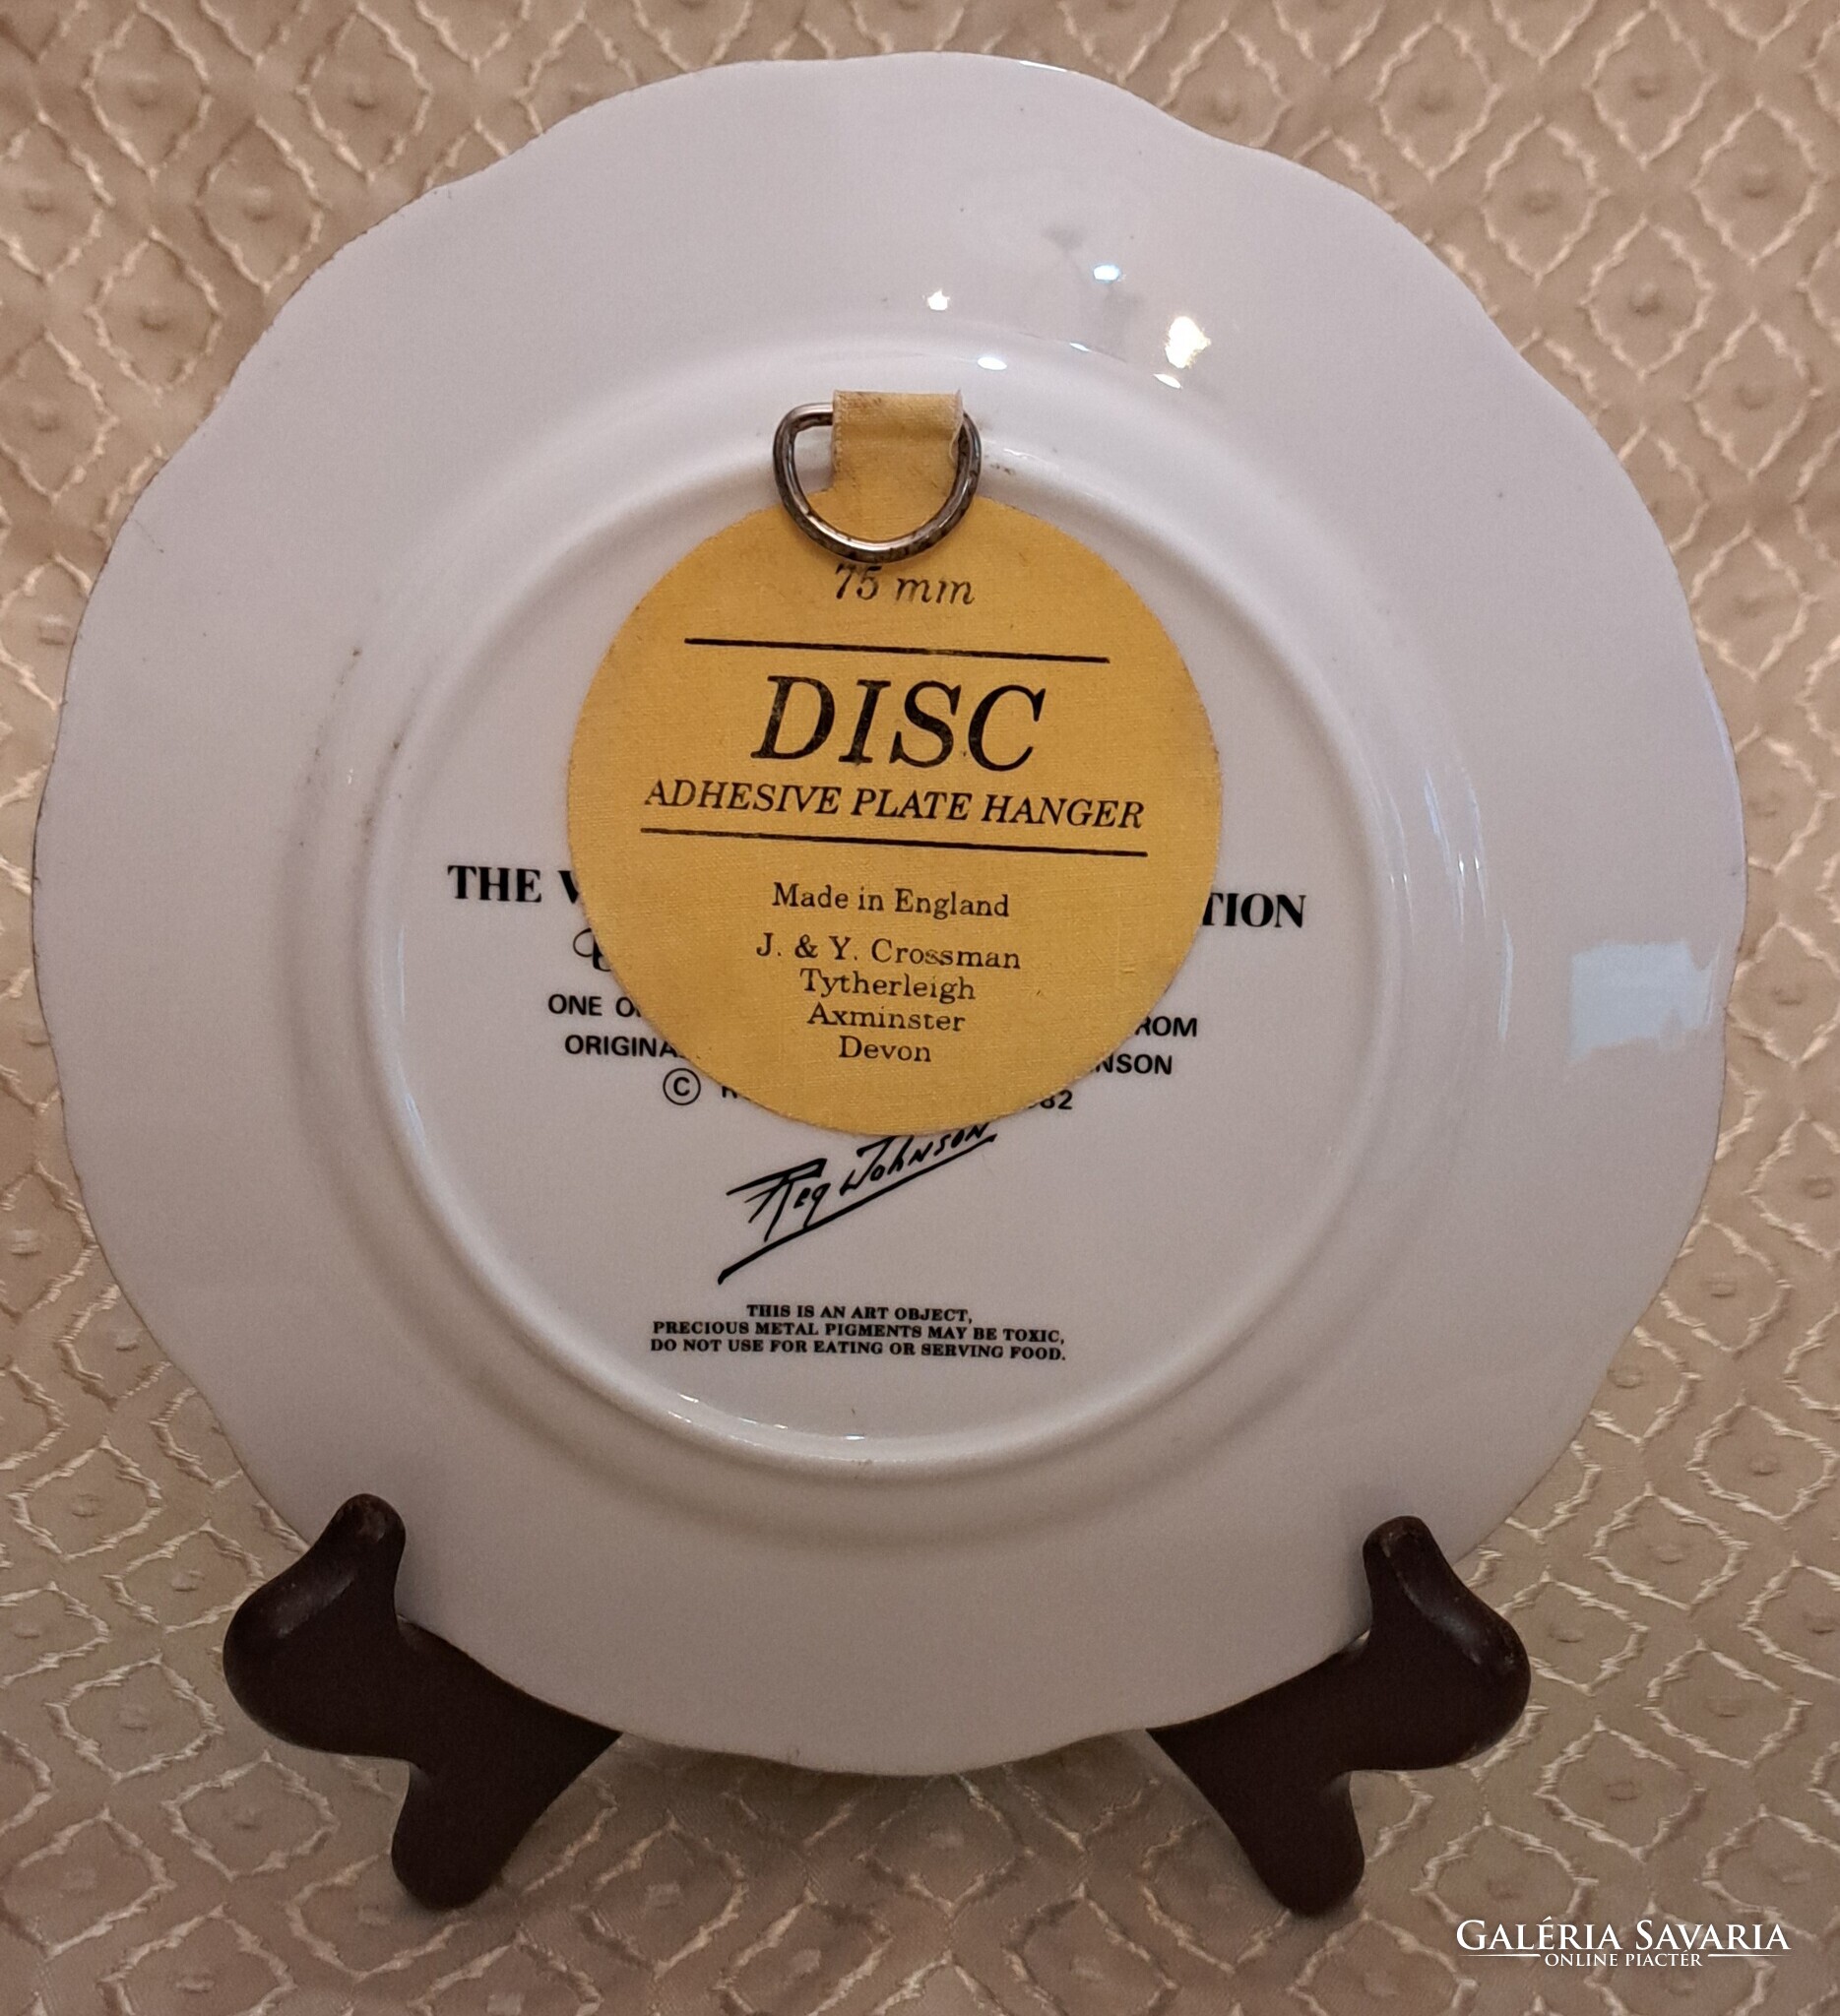 75 mm
DISC
ADHESIVE PLATE HANGER
Made in England
J. & Y. Crossman
Tytherleigh
Axminster
Devon
THE V TION
ONE O ROM
ORIGINA NSON
© R 82
Reg Johnson
THIS IS AN ART OBJECT,
PRECIOUS METAL PIGMENTS MAY BE TOXIC,
DO NOT USE FOR EATING OR SERVING FOOD.
GALÉRIA SAVARIA
ONLINE PIACTÉR